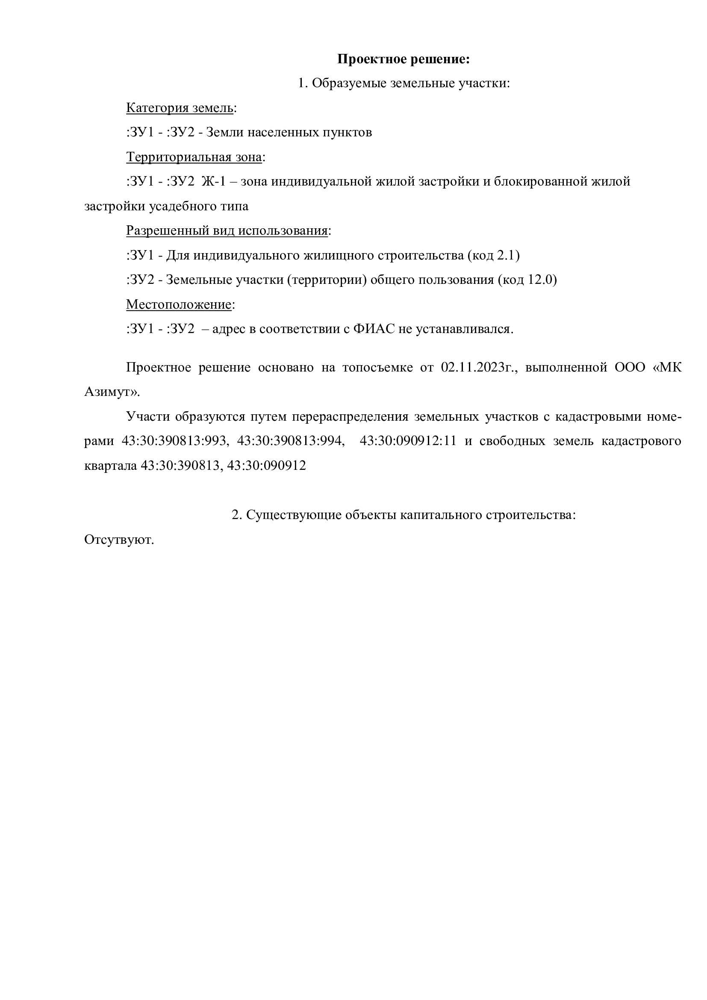 Проектное решение:
1. Образуемые земельные участки:
Категория земель:
:ЗУ1 - :ЗУ2 - Земли населенных пунктов
Территориальная зона:
:ЗУ1 - :ЗУ2  Ж-1 – зона индивидуальной жилой застройки и блокированной жилой
застройки усадебного типа
Разрешенный вид использования:
:ЗУ1 - Для индивидуального жилищного строительства (код 2.1)
:ЗУ2 - Земельные участки (территории) общего пользования (код 12.0)
Местоположение:
:ЗУ1 - :ЗУ2  – адрес в соответствии с ФИАС не устанавливался.
Проектное решение основано на топосъемке от 02.11.2023г., выполненной ООО «МК
Азимут».
Участи образуются путем перераспределения земельных участков с кадастровыми номе-
рами 43:30:390813:993, 43:30:390813:994,  43:30:090912:11 и свободных земель кадастрового
квартала 43:30:390813, 43:30:090912
2. Существующие объекты капитального строительства:
Отсутвуют.